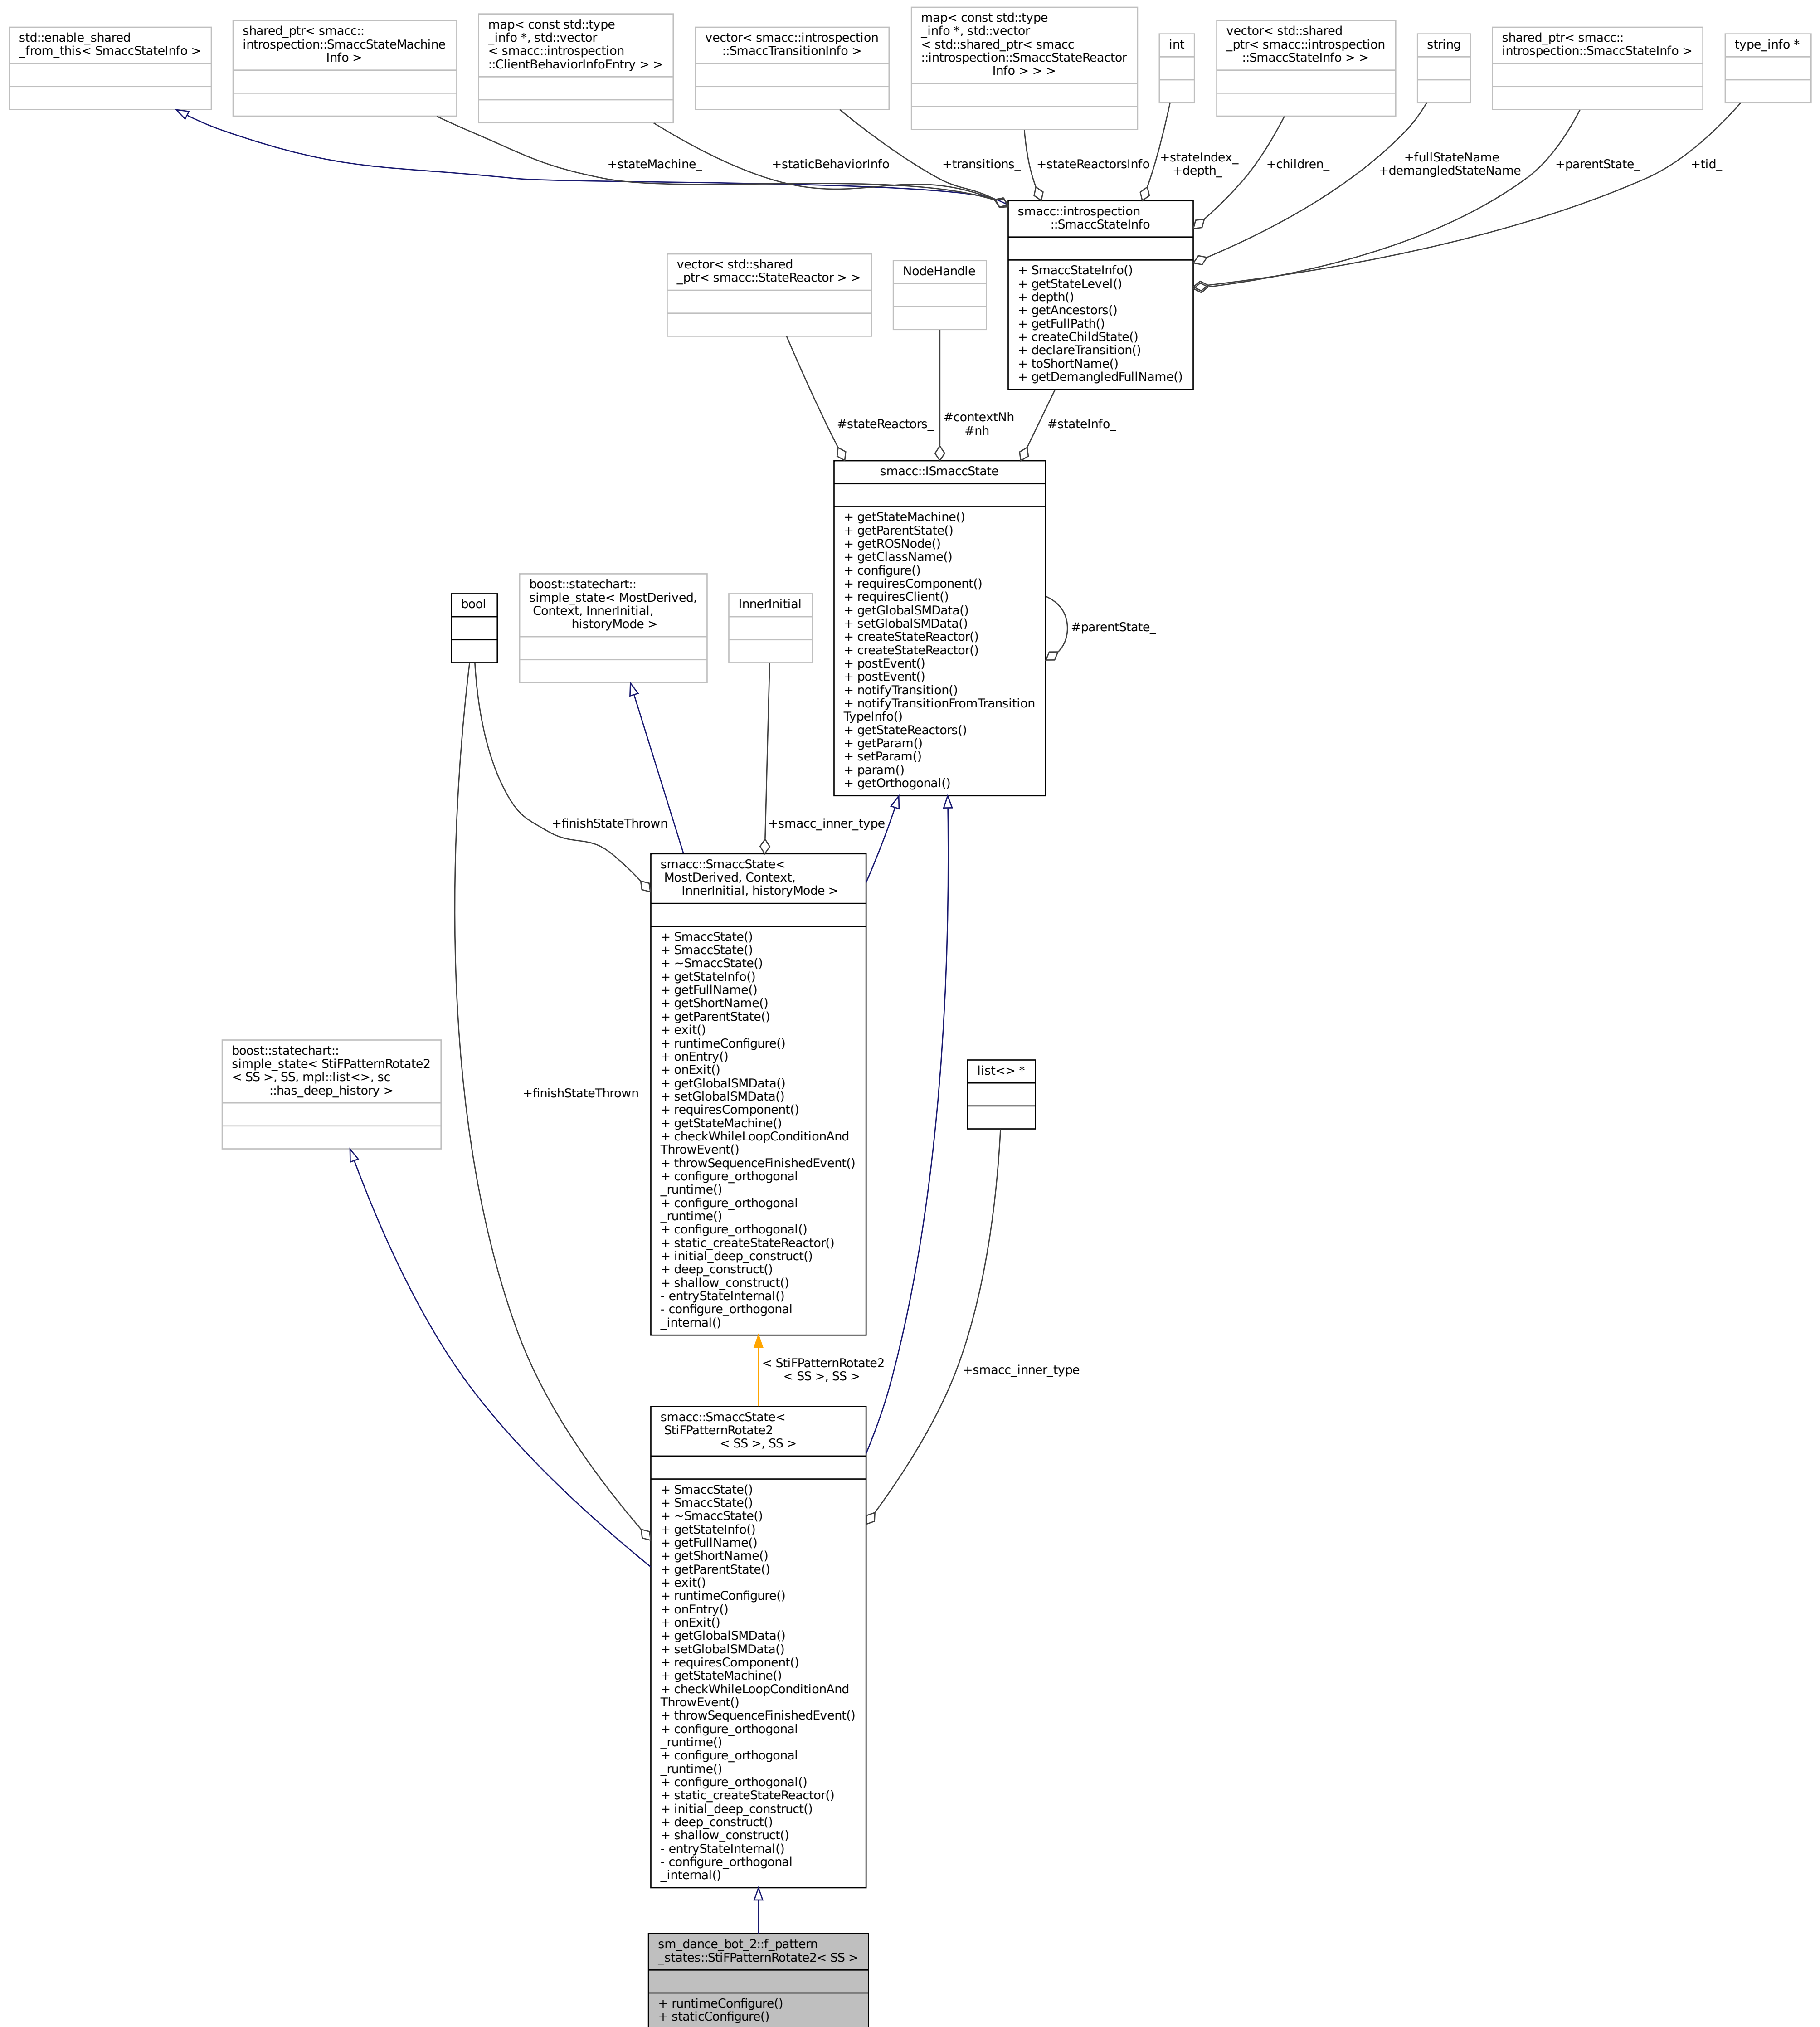 std::enable_shared
_from_this< SmaccStateInfo >
shared_ptr< smacc::
introspection::SmaccStateMachine
Info >
map< const std::type
_info *, std::vector
< smacc::introspection
::ClientBehaviorInfoEntry > >
vector< smacc::introspection
::SmaccTransitionInfo >
map< const std::type
_info *, std::vector
< std::shared_ptr< smacc
::introspection::SmaccStateReactor
Info > > >
int
vector< std::shared
_ptr< smacc::introspection
::SmaccStateInfo > >
string
shared_ptr< smacc::
introspection::SmaccStateInfo >
type_info *
+stateMachine_
+staticBehaviorInfo
+transitions_
+stateReactorsInfo
+stateIndex_
+depth_
+children_
+fullStateName
+demangledStateName
+parentState_
+tid_
smacc::introspection
::SmaccStateInfo
+ SmaccStateInfo()
+ getStateLevel()
+ depth()
+ getAncestors()
+ getFullPath()
+ createChildState()
+ declareTransition()
+ toShortName()
+ getDemangledFullName()
vector< std::shared
_ptr< smacc::StateReactor > >
NodeHandle
#stateReactors_
#contextNh
#nh
#stateInfo_
smacc::ISmaccState
+ getStateMachine()
+ getParentState()
+ getROSNode()
+ getClassName()
+ configure()
+ requiresComponent()
+ requiresClient()
+ getGlobalSMData()
+ setGlobalSMData()
+ createStateReactor()
+ createStateReactor()
+ postEvent()
+ postEvent()
+ notifyTransition()
+ notifyTransitionFromTransition
TypeInfo()
+ getStateReactors()
+ getParam()
+ setParam()
+ param()
+ getOrthogonal()
#parentState_
bool
boost::statechart::
simple_state< MostDerived,
Context, InnerInitial,
historyMode >
InnerInitial
+finishStateThrown
+smacc_inner_type
smacc::SmaccState<
MostDerived, Context,
InnerInitial, historyMode >
+ SmaccState()
+ SmaccState()
+ ~SmaccState()
+ getStateInfo()
+ getFullName()
+ getShortName()
+ getParentState()
+ exit()
+ runtimeConfigure()
+ onEntry()
+ onExit()
+ getGlobalSMData()
+ setGlobalSMData()
+ requiresComponent()
+ getStateMachine()
+ checkWhileLoopConditionAnd
ThrowEvent()
+ throwSequenceFinishedEvent()
+ configure_orthogonal
_runtime()
+ configure_orthogonal
_runtime()
+ configure_orthogonal()
+ static_createStateReactor()
+ initial_deep_construct()
+ deep_construct()
+ shallow_construct()
- entryStateInternal()
- configure_orthogonal
_internal()
boost::statechart::
simple_state< StiFPatternRotate2
< SS >, SS, mpl::list<>, sc
::has_deep_history >
+finishStateThrown
list<> *
< StiFPatternRotate2
< SS >, SS >
+smacc_inner_type
smacc::SmaccState<
StiFPatternRotate2
< SS >, SS >
+ SmaccState()
+ SmaccState()
+ ~SmaccState()
+ getStateInfo()
+ getFullName()
+ getShortName()
+ getParentState()
+ exit()
+ runtimeConfigure()
+ onEntry()
+ onExit()
+ getGlobalSMData()
+ setGlobalSMData()
+ requiresComponent()
+ getStateMachine()
+ checkWhileLoopConditionAnd
ThrowEvent()
+ throwSequenceFinishedEvent()
+ configure_orthogonal
_runtime()
+ configure_orthogonal
_runtime()
+ configure_orthogonal()
+ static_createStateReactor()
+ initial_deep_construct()
+ deep_construct()
+ shallow_construct()
- entryStateInternal()
- configure_orthogonal
_internal()
sm_dance_bot_2::f_pattern
_states::StiFPatternRotate2< SS >
+ runtimeConfigure()
+ staticConfigure()